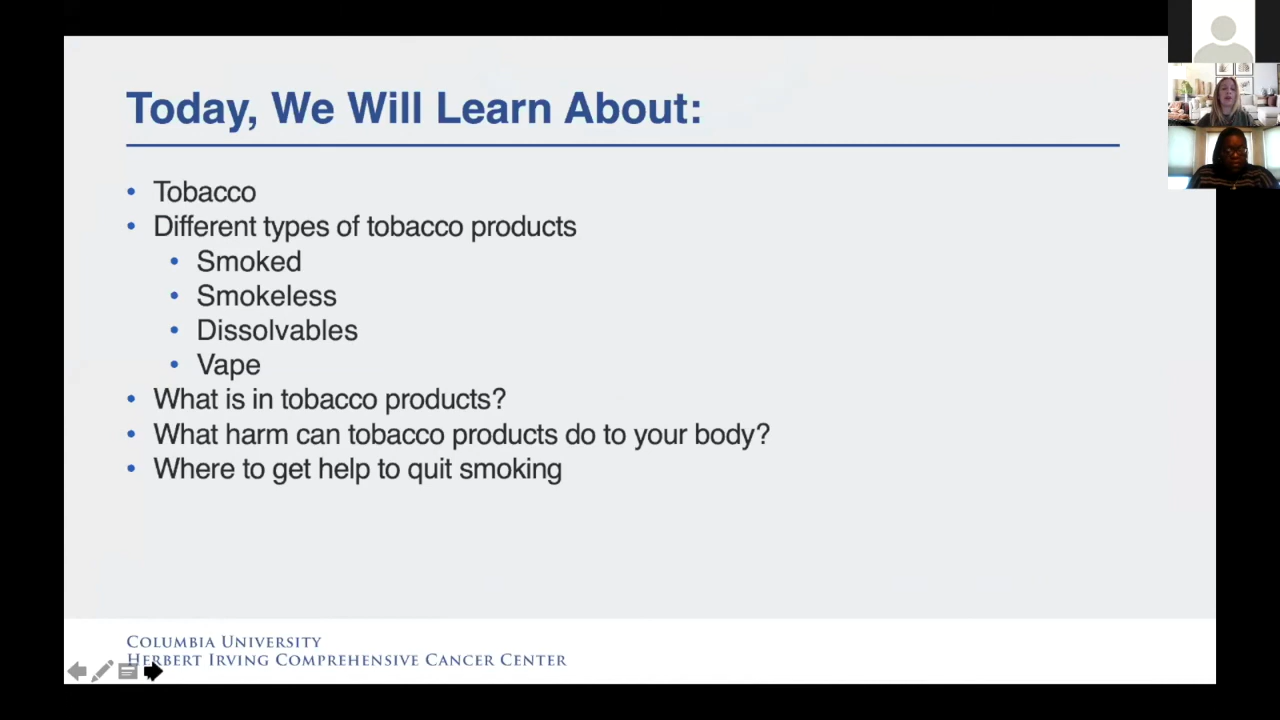 Today, We Will Learn About:
• Tobacco
• Different types of tobacco products
• Smoked
• Smokeless
• Dissolvables
• Vape
• What is in tobacco products?
• What harm can tobacco products do to your body?
• Where to get help to quit smoking
Columbia University
Herbert Irving Comprehensive Cancer Center